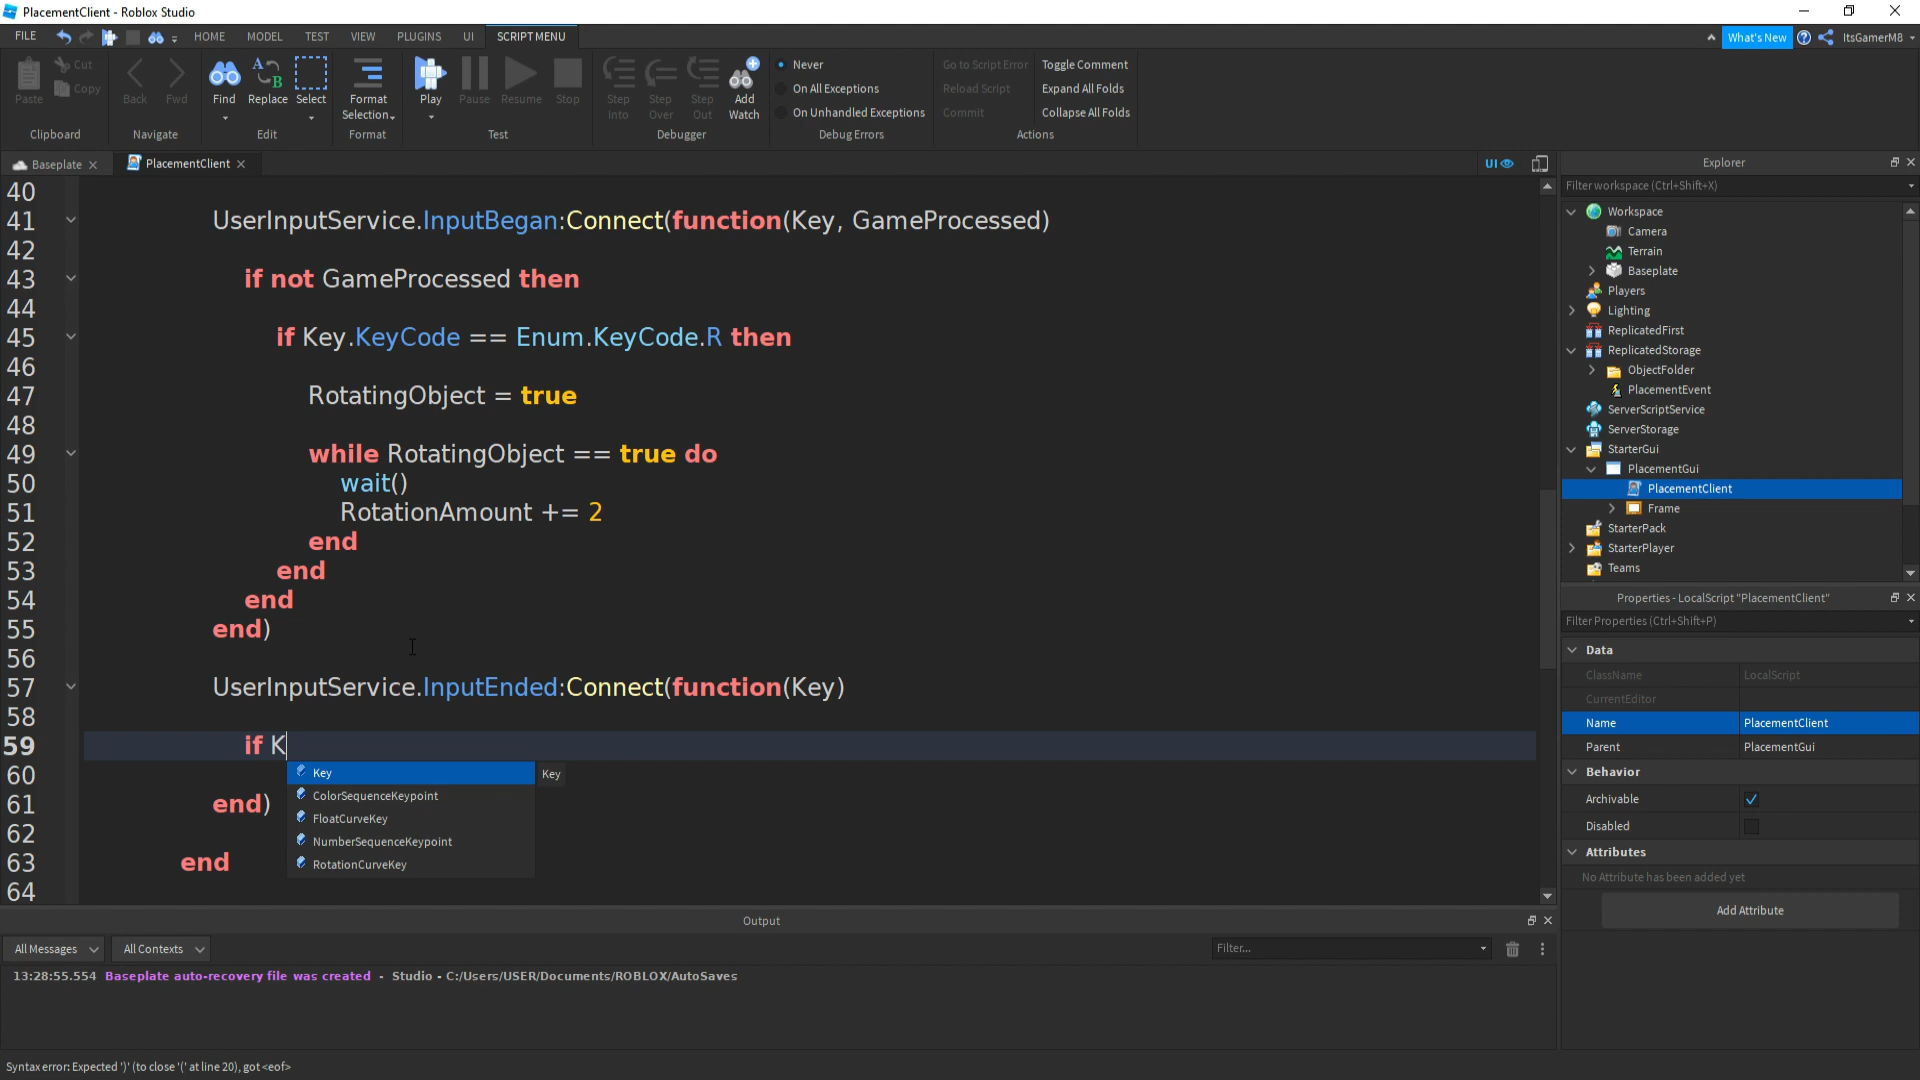 PlacementClient - Roblox Studio
FILE
HOME
MODEL
TEST
VIEW
PLUGINS
UI
SCRIPT MENU
What's New
ItsGamerM8
Paste
Cut
Copy
Clipboard
Back
Fwd
Navigate
Find
Replace
Select
Edit
Format
Selection
Format
Play
Pause
Resume
Stop
Test
Step
Into
Step
Over
Step
Out
Add
Watch
Debugger
Never
On All Exceptions
On Unhandled Exceptions
Debug Errors
Go to Script Error
Reload Script
Commit
Toggle Comment
Expand All Folds
Collapse All Folds
Actions
Baseplate
PlacementClient
UI
40
41 UserInputService.InputBegan:Connect(function(Key, GameProcessed)
42
43 if not GameProcessed then
44
45 if Key.KeyCode == Enum.KeyCode.R then
46
47 RotatingObject = true
48
49 while RotatingObject == true do
50 wait()
51 RotationAmount += 2
52 end
53 end
54 end
55 end)
56
57 UserInputService.InputEnded:Connect(function(Key)
58
59 if K
60
61 end)
62
63 end
64
Key
Key
ColorSequenceKeypoint
FloatCurveKey
NumberSequenceKeypoint
RotationCurveKey
Explorer
Filter workspace (Ctrl+Shift+X)
Workspace
Camera
Terrain
Baseplate
Players
Lighting
ReplicatedFirst
ReplicatedStorage
ObjectFolder
PlacementEvent
ServerScriptService
ServerStorage
StarterGui
PlacementGui
PlacementClient
Frame
StarterPack
StarterPlayer
Teams
Properties - LocalScript "PlacementClient"
Filter Properties (Ctrl+Shift+P)
Data
ClassName LocalScript
CurrentEditor
Name PlacementClient
Parent PlacementGui
Behavior
Archivable
Disabled
Attributes
No Attribute has been added yet
Add Attribute
Output
All Messages
All Contexts
Filter...
13:28:55.554 Baseplate auto-recovery file was created - Studio - C:/Users/USER/Documents/ROBLOX/AutoSaves
Syntax error: Expected ')' (to close '(' at line 20), got <eof>